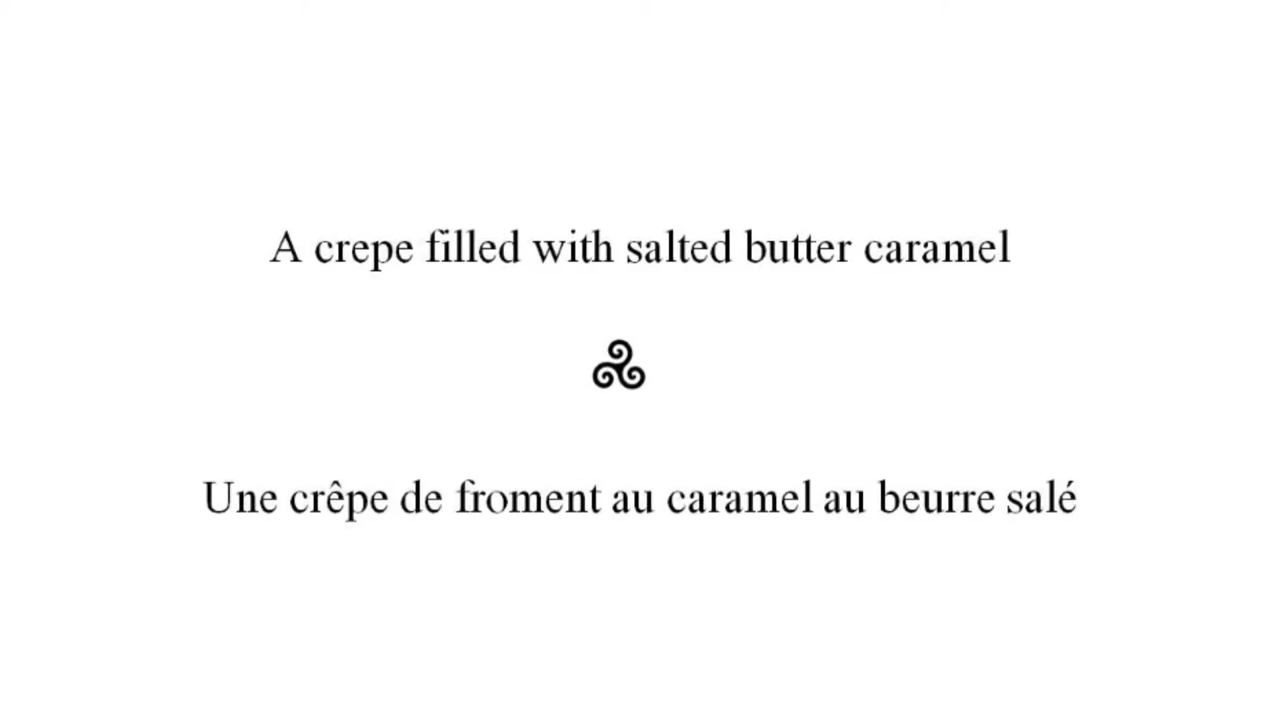 A crepe filled with salted butter caramel
Une crêpe de froment au caramel au beurre salé